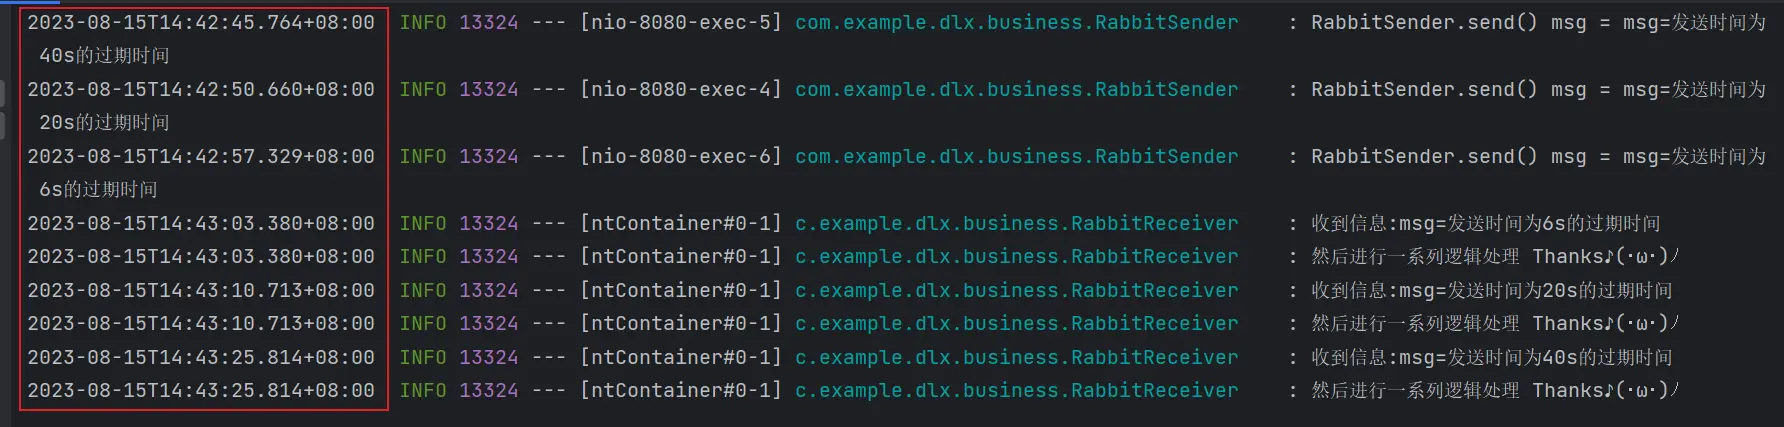 2023-08-15T14:42:45.764+08:00  INFO 13324 --- [nio-8080-exec-5] com.example.dlx.business.RabbitSender    : RabbitSender.send() msg = msg=发送时间为
40s的过期时间
2023-08-15T14:42:50.660+08:00  INFO 13324 --- [nio-8080-exec-4] com.example.dlx.business.RabbitSender    : RabbitSender.send() msg = msg=发送时间为
20s的过期时间
2023-08-15T14:42:57.329+08:00  INFO 13324 --- [nio-8080-exec-6] com.example.dlx.business.RabbitSender    : RabbitSender.send() msg = msg=发送时间为
6s的过期时间
2023-08-15T14:43:03.380+08:00  INFO 13324 --- [ntContainer#0-1] c.example.dlx.business.RabbitReceiver    : 收到信息:msg=发送时间为6s的过期时间
2023-08-15T14:43:03.380+08:00  INFO 13324 --- [ntContainer#0-1] c.example.dlx.business.RabbitReceiver    : 然后进行一系列逻辑处理 Thanks♪(･ω･)ﾉ
2023-08-15T14:43:10.713+08:00  INFO 13324 --- [ntContainer#0-1] c.example.dlx.business.RabbitReceiver    : 收到信息:msg=发送时间为20s的过期时间
2023-08-15T14:43:10.713+08:00  INFO 13324 --- [ntContainer#0-1] c.example.dlx.business.RabbitReceiver    : 然后进行一系列逻辑处理 Thanks♪(･ω･)ﾉ
2023-08-15T14:43:25.814+08:00  INFO 13324 --- [ntContainer#0-1] c.example.dlx.business.RabbitReceiver    : 收到信息:msg=发送时间为40s的过期时间
2023-08-15T14:43:25.814+08:00  INFO 13324 --- [ntContainer#0-1] c.example.dlx.business.RabbitReceiver    : 然后进行一系列逻辑处理 Thanks♪(･ω･)ﾉ